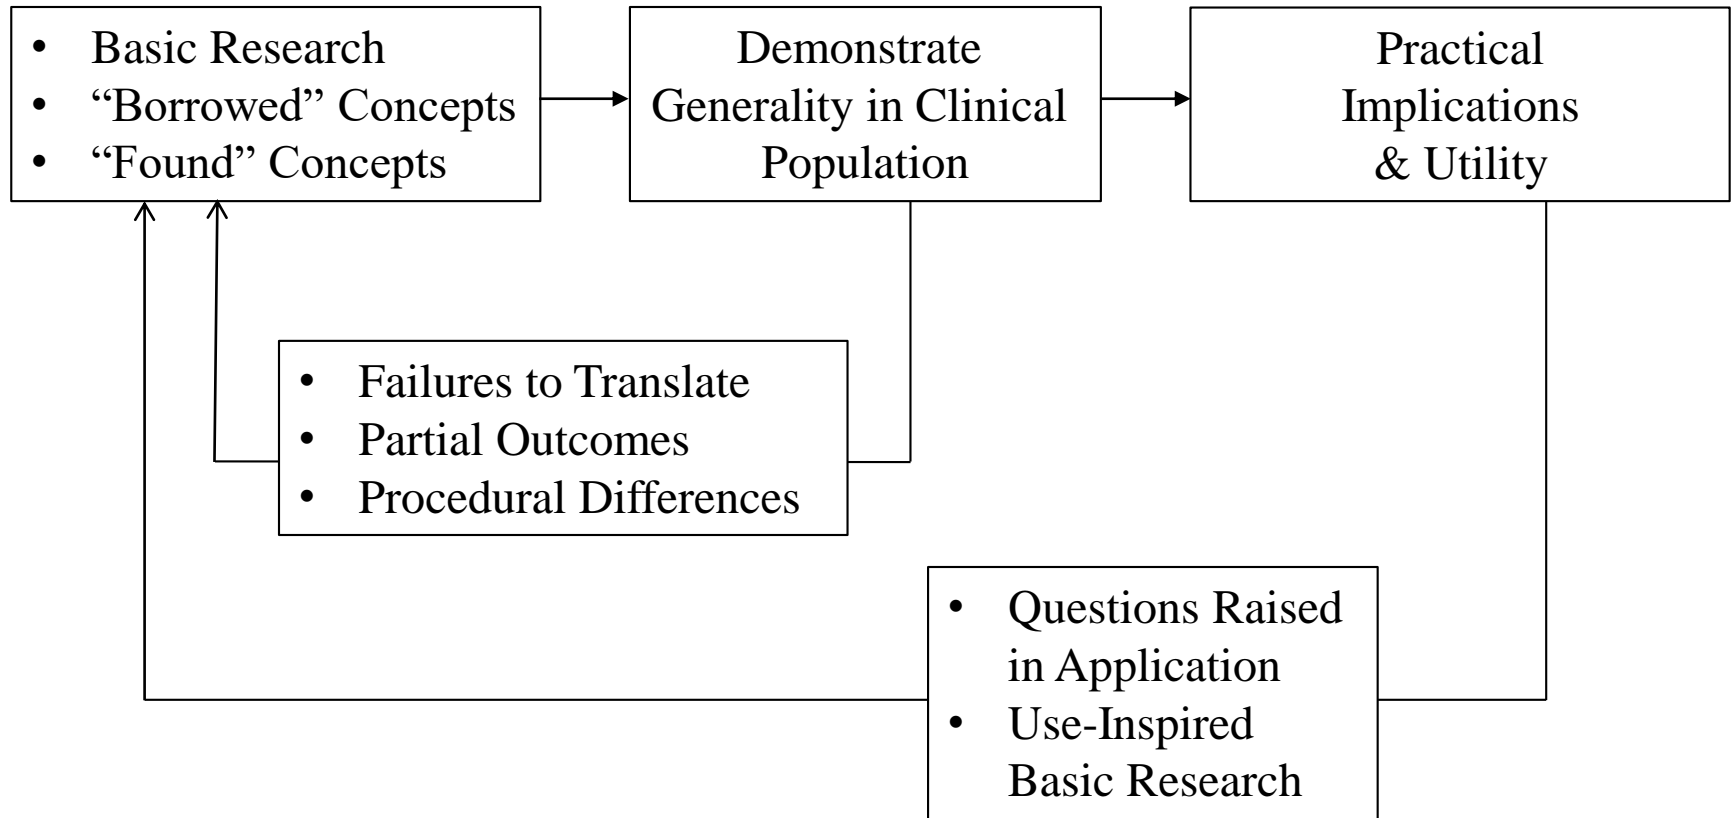 • Basic Research
• “Borrowed” Concepts
• “Found” Concepts
Demonstrate
Generality in Clinical
Population
Practical
Implications
& Utility
• Failures to Translate
• Partial Outcomes
• Procedural Differences
• Questions Raised
in Application
• Use-Inspired
Basic Research